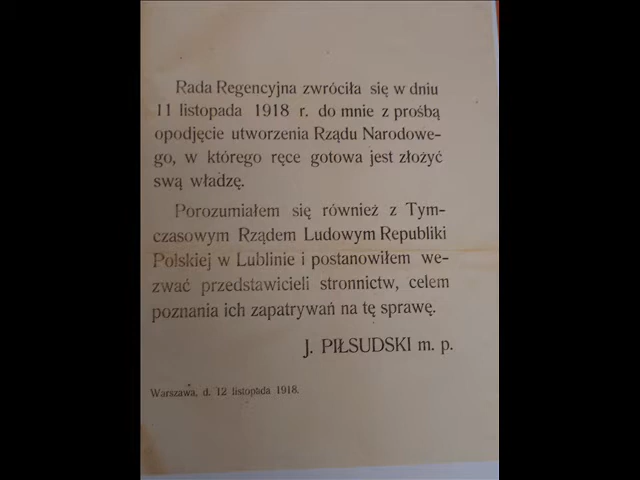 Rada Regencyjna zwróciła się w dniu
11 listopada 1918 r. do mnie z prośbą
opodjęcie utworzenia Rządu Narodowe-
go, w którego ręce gotowa jest złożyć
swą władzę.
Porozumiałem się również z Tym-
czasowym Rządem Ludowym Republiki
Polskiej w Lublinie i postanowiłem we-
zwać przedstawicieli stronnictw, celem
poznania ich zapatrywań na tę sprawę.
J. PIŁSUDSKI m. p.
Warszawa, d. 12 listopada 1918.